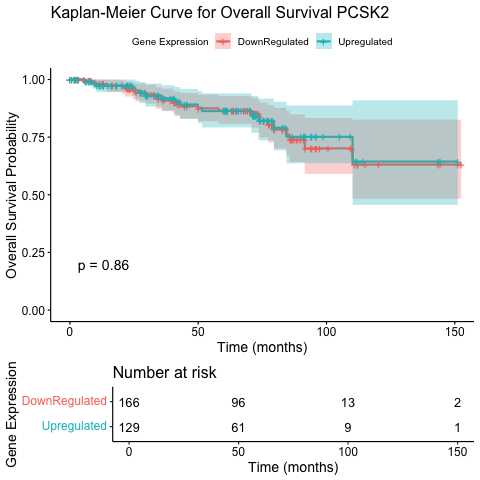 Kaplan-Meier Curve for Overall Survival PCSK2
Gene Expression DownRegulated Upregulated
Overall Survival Probability
1.00
0.75
0.50
0.25
0.00
p = 0.86
0 50 100 150
Time (months)
Number at risk
Gene Expression
DownRegulated 166 96 13 2
Upregulated 129 61 9 1
0 50 100 150
Time (months)